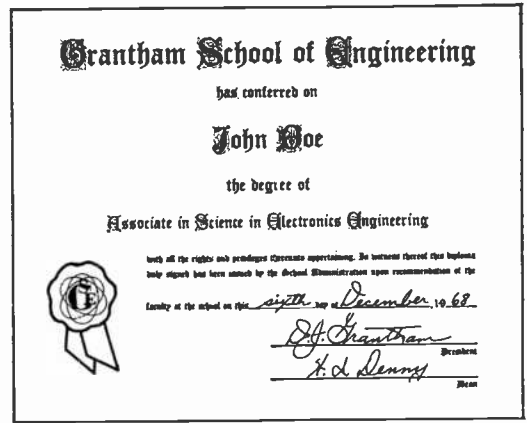 Grantham School of Engineering
has conferred on
John Doe
the degree of
Associate in Science in Electronics Engineering
with all the rights and privileges thereunto appertaining. In witness thereof this diploma
duly signed has been issued by the School Administration upon recommendation of the
faculty at the school on this sixth day of December, 1968
D. J. Grantham
President
H. L. Denny
Dean
GSE